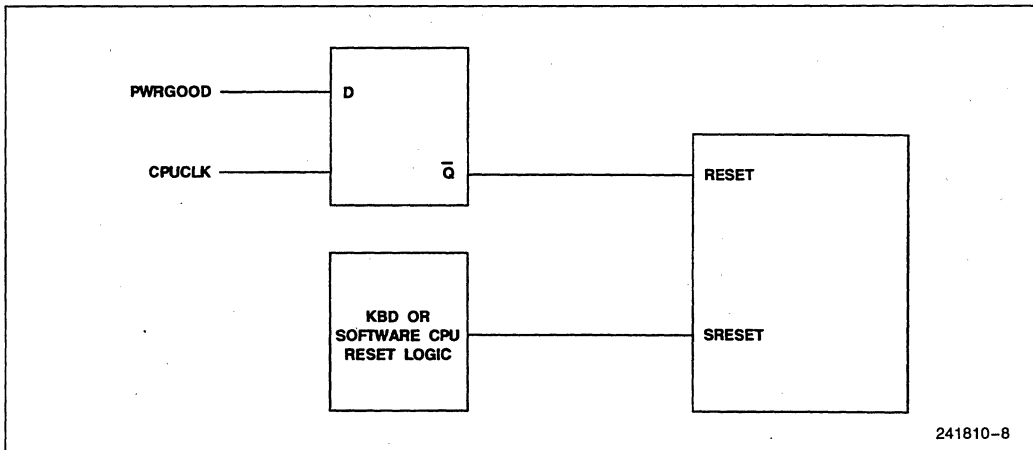 PWRGOOD
D
CPUCLK
Q̅
RESET
KBD OR
SOFTWARE CPU
RESET LOGIC
SRESET
241810-8